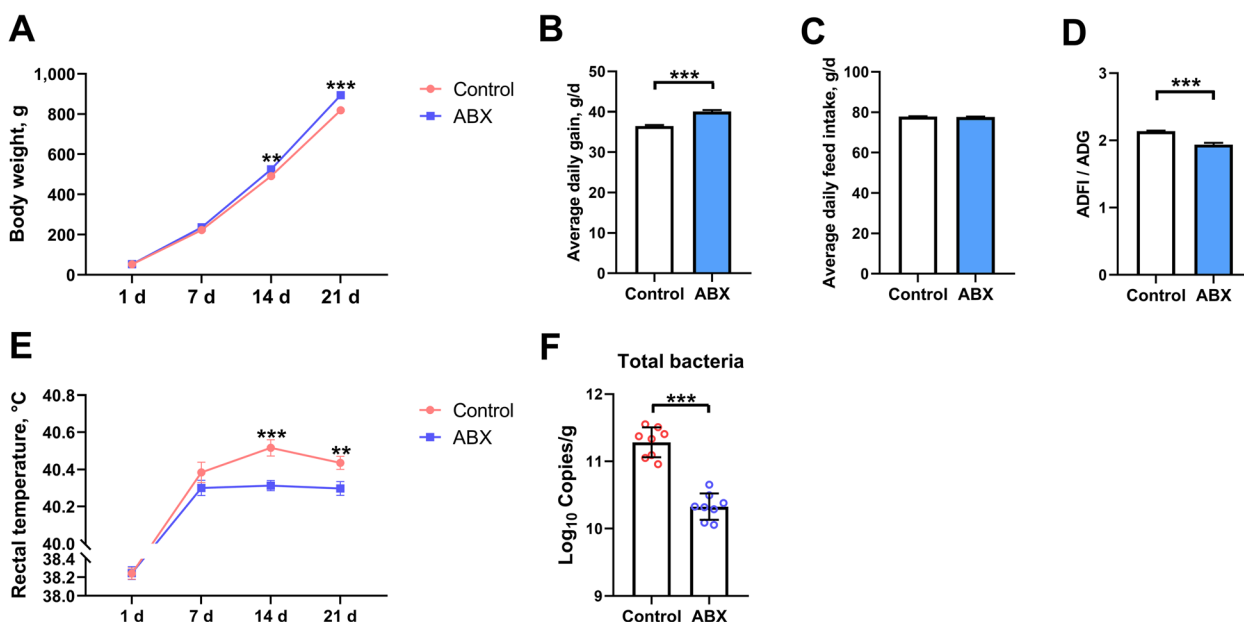 A
Body weight, g
1,000
800
600
400
200
0
1 d 7 d 14 d 21 d
**
***
Control
ABX
B
Average daily gain, g/d
50
40
30
20
10
0
***
Control ABX
C
Average daily feed intake, g/d
100
80
60
40
20
0
Control ABX
D
ADFI / ADG
3
2
1
0
***
Control ABX
E
Rectal temperature, °C
40.8
40.6
40.4
40.2
40.0
38.4
38.2
38.0
1 d 7 d 14 d 21 d
***
**
Control
ABX
F
Total bacteria
Log10 Copies/g
12
11
10
9
***
Control ABX